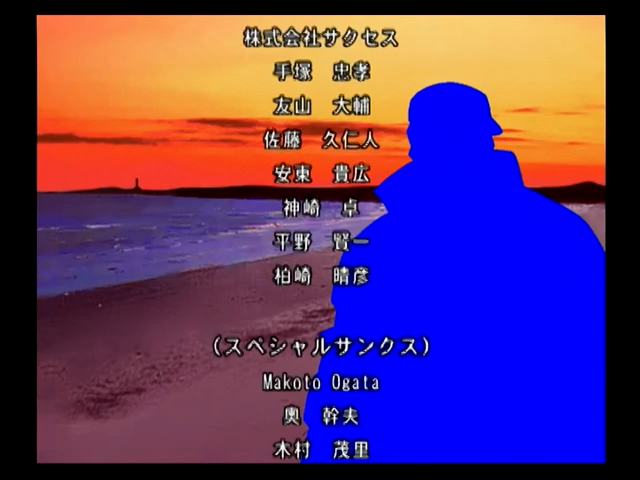 株式会社サクセス
手塚　忠孝
友山　大輔
佐藤　久仁人
安東　貴広
神崎　卓
平野　賢一
柏崎　晴彦
（スペシャルサンクス）
Makoto Ogata
奥　幹夫
木村　茂里